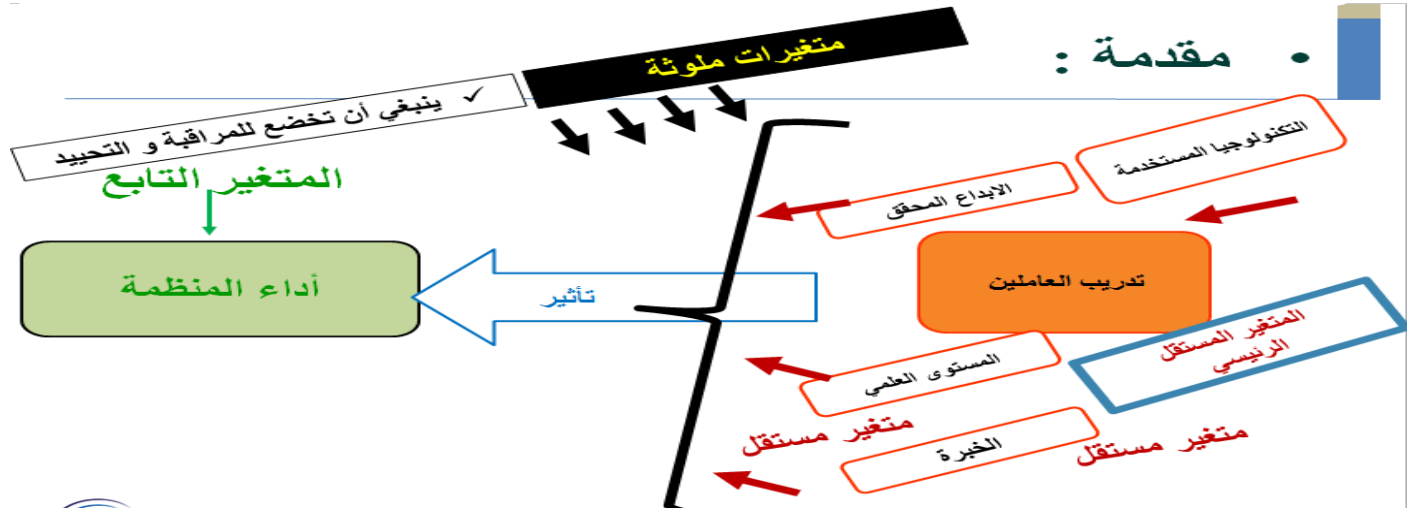 • مقدمة :
متغيرات ملوثة
✓ ينبغي أن تخضع للمراقبة و التحييد
التكنولوجيا المستخدمة
الابداع المحقق
المتغير التابع
تدريب العاملين
تأثير
أداء المنظمة
المتغير المستقل
الرئيسي
المستوى العلمي
متغير مستقل
الخبرة
متغير مستقل